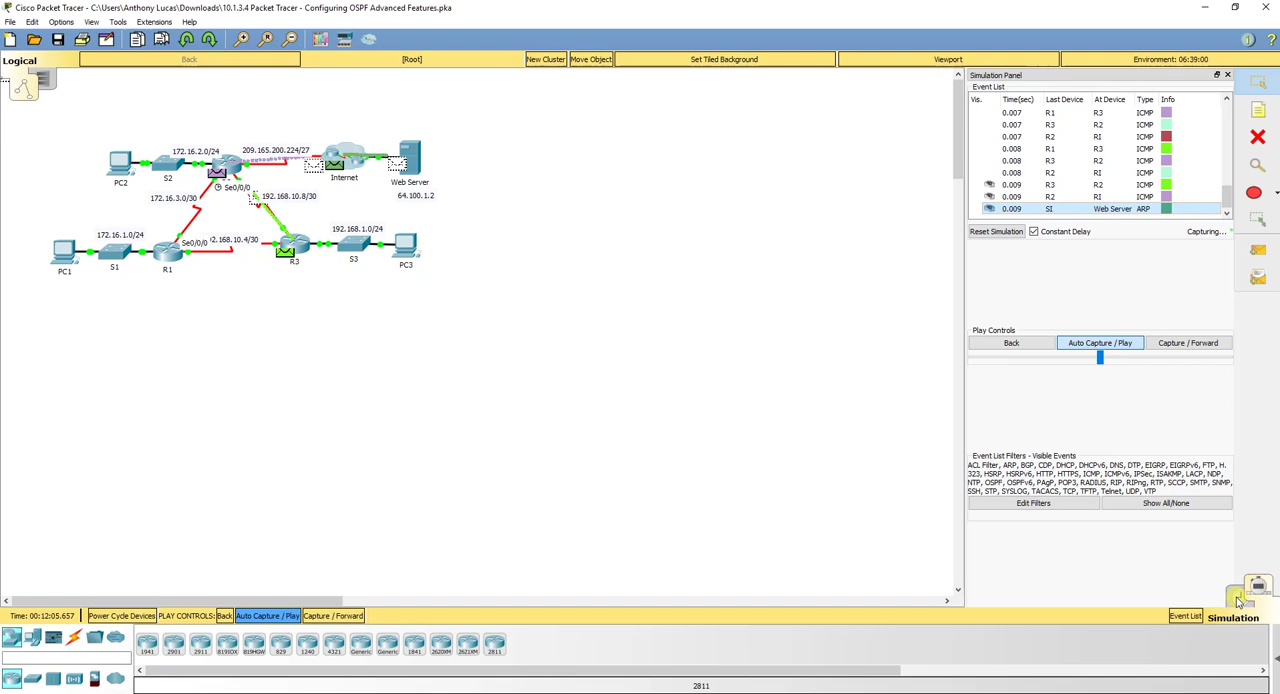 Cisco Packet Tracer - C:\Users\Anthony Lucas\Downloads\10.1.3.4 Packet Tracer - Configuring OSPF Advanced Features.pka
File Edit Options View Tools Extensions Help
Logical Back [Root] New Cluster Move Object Set Tiled Background Viewport Environment: 06:39:00
Simulation Panel
Event List
Vis. Time(sec) Last Device At Device Type Info
0.007 R1 R3 ICMP
0.007 R3 R2 ICMP
0.007 R2 R1 ICMP
0.008 R1 R3 ICMP
0.008 R3 R2 ICMP
0.008 R2 R1 ICMP
0.009 R3 R2 ICMP
0.009 R2 R1 ICMP
0.009 SI Web Server ARP
Reset Simulation Constant Delay Capturing...
Play Controls
Back Auto Capture / Play Capture / Forward
Event List Filters - Visible Events
ACL Filter, ARP, BGP, CDP, DHCP, DHCPv6, DNS, DTP, EIGRP, EIGRPv6, FTP, H.
323, HSRP, HSRPv6, HTTP, HTTPS, ICMP, ICMPv6, IPSec, ISAKMP, LACP, NDP,
NTP, OSPF, OSPFv6, PAgP, POP3, RADIUS, RIP, RIPng, RTP, SCCP, SMTP, SNMP,
SSH, STP, SYSLOG, TACACS, TCP, TFTP, Telnet, UDP, VTP
Edit Filters Show All/None
172.16.2.0/24 209.165.200.224/27
PC2 S2 Internet Web Server
Se0/0/0
64.100.1.2
172.16.3.0/30 192.168.10.8/30
172.16.1.0/24 Se0/0/0 92.168.10.4/30 192.168.1.0/24
PC1 S1 R1 R3 S3 PC3
Time: 00:12:05.657 Power Cycle Devices PLAY CONTROLS: Back Auto Capture / Play Capture / Forward Event List Simulation
1941 2901 2911 819IOX 819HGW 829 1240 4321 Generic Generic 1841 2620XM 2621XM 2811
2811